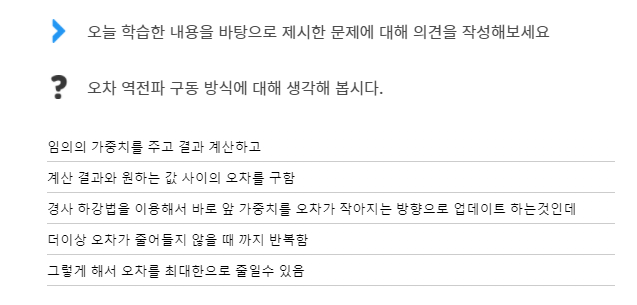 오늘 학습한 내용을 바탕으로 제시한 문제에 대해 의견을 작성해보세요
? 오차 역전파 구동 방식에 대해 생각해 봅시다.
임의의 가중치를 주고 결과 계산하고
계산 결과와 원하는 값 사이의 오차를 구함
경사 하강법을 이용해서 바로 앞 가중치를 오차가 작아지는 방향으로 업데이트 하는것인데
더이상 오차가 줄어들지 않을 때 까지 반복함
그렇게 해서 오차를 최대한으로 줄일수 있음